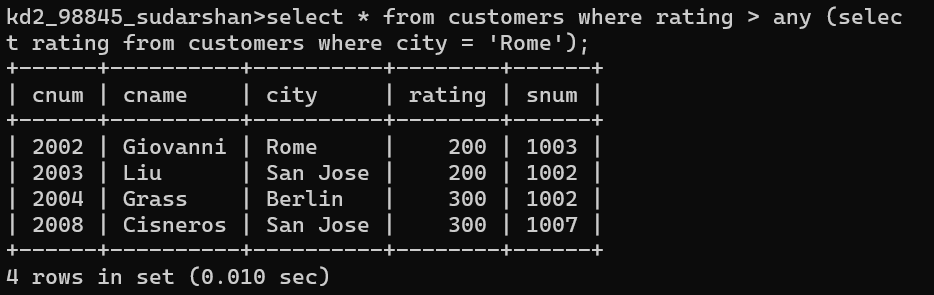 kd2_98845_sudarshan>select * from customers where rating > any (selec
t rating from customers where city = 'Rome');
+------+----------+----------+--------+------+
| cnum | cname    | city     | rating | snum |
+------+----------+----------+--------+------+
| 2002 | Giovanni | Rome     |    200 | 1003 |
| 2003 | Liu      | San Jose |    200 | 1002 |
| 2004 | Grass    | Berlin   |    300 | 1002 |
| 2008 | Cisneros | San Jose |    300 | 1007 |
+------+----------+----------+--------+------+
4 rows in set (0.010 sec)